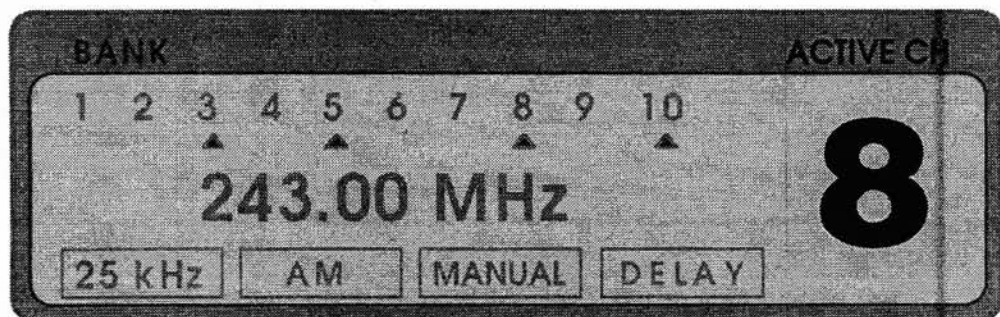 BANK ACTIVE CH
1 2 3 4 5 6 7 8 9 10
8
243.00 MHz
25 kHz AM MANUAL DELAY